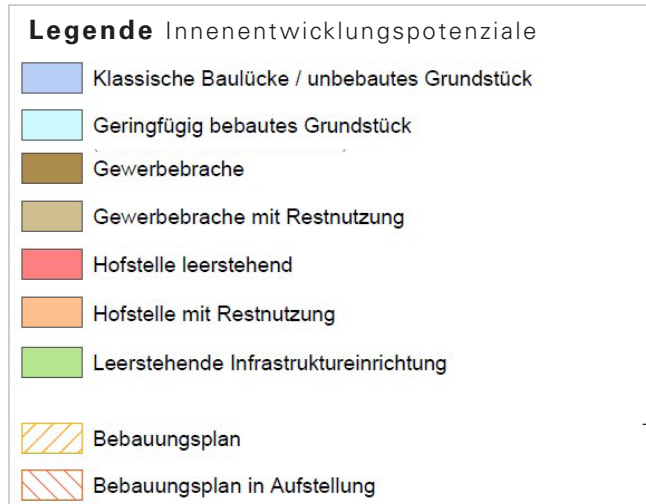 Legende Innenentwicklungspotenziale
Klassische Baulücke / unbebautes Grundstück
Geringfügig bebautes Grundstück
Gewerbebrache
Gewerbebrache mit Restnutzung
Hofstelle leerstehend
Hofstelle mit Restnutzung
Leerstehende Infrastruktureinrichtung
Bebauungsplan
Bebauungsplan in Aufstellung